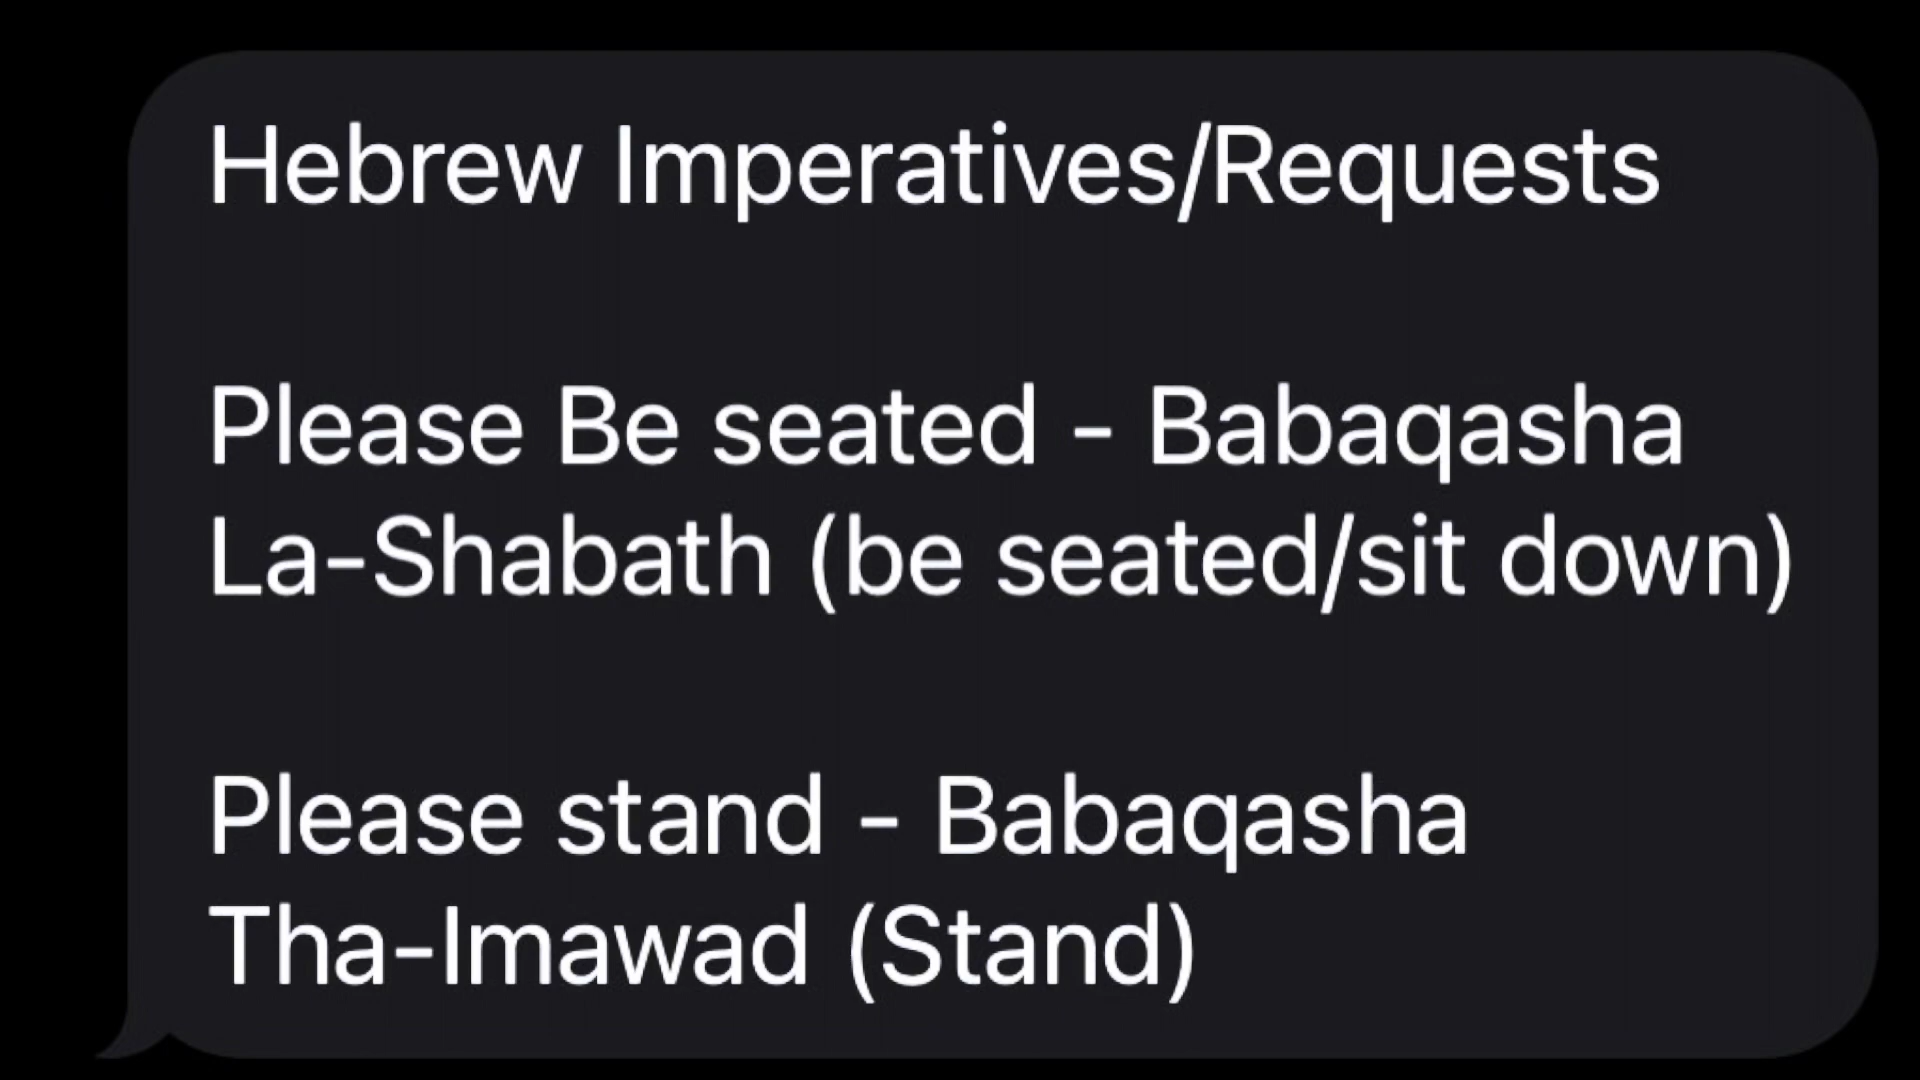 Hebrew Imperatives/Requests
Please Be seated - Babaqasha
La-Shabath (be seated/sit down)
Please stand - Babaqasha
Tha-Imawad (Stand)